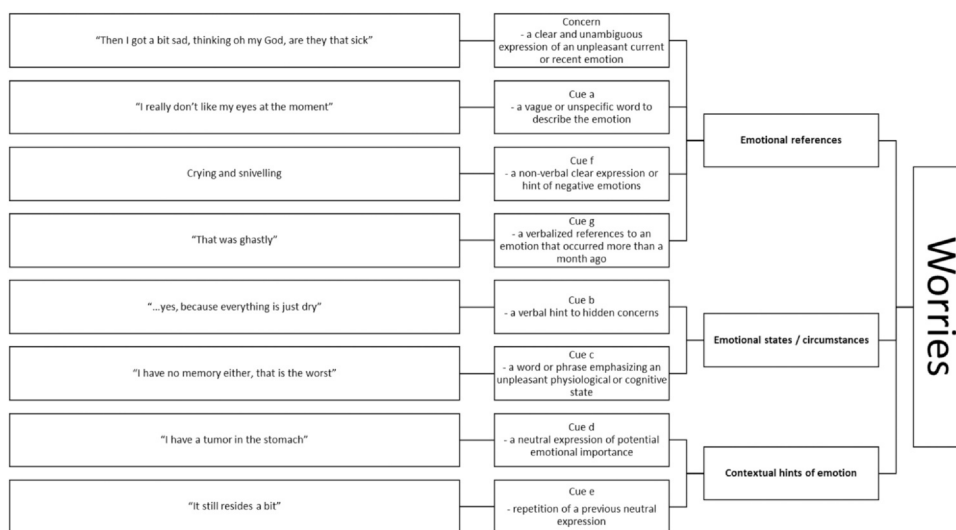 “Then I got a bit sad, thinking oh my God, are they that sick”
Concern
- a clear and unambiguous
expression of an unpleasant current
or recent emotion
“I really don’t like my eyes at the moment”
Cue a
- a vague or unspecific word to
describe the emotion
Emotional references
Crying and snivelling
Cue f
- a non-verbal clear expression or
hint of negative emotions
“That was ghastly”
Cue g
- a verbalized references to an
emotion that occurred more than a
month ago
“...yes, because everything is just dry”
Cue b
- a verbal hint to hidden concerns
Emotional states / circumstances
“I have no memory either, that is the worst”
Cue c
- a word or phrase emphasizing an
unpleasant physiological or cognitive
state
“I have a tumor in the stomach”
Cue d
- a neutral expression of potential
emotional importance
Contextual hints of emotion
“It still resides a bit”
Cue e
- repetition of a previous neutral
expression
Worries